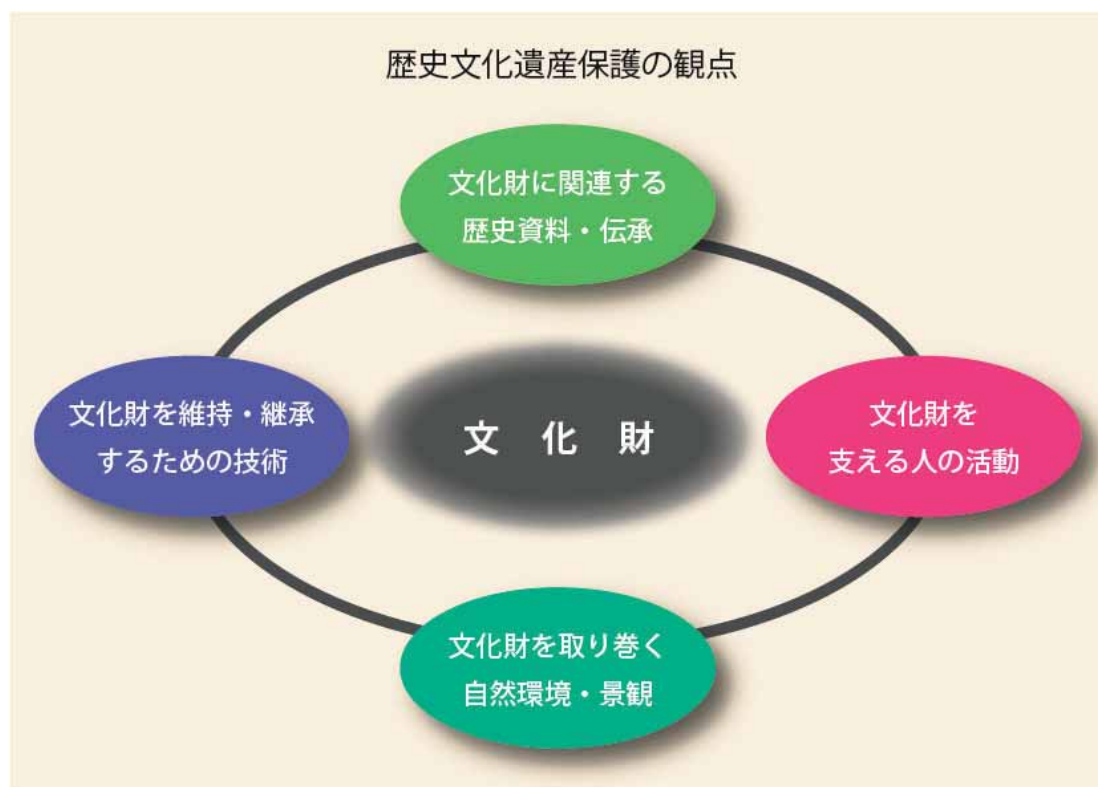 歴史文化遺産保護の観点
文化財に関連する
歴史資料・伝承
文化財を維持・継承
するための技術
文 化 財
文化財を
支える人の活動
文化財を取り巻く
自然環境・景観